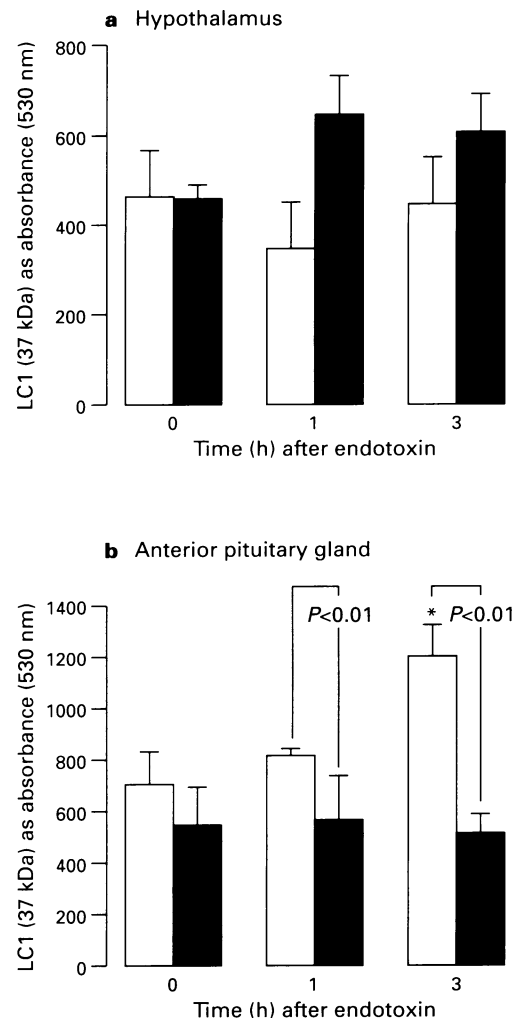 a Hypothalamus
LC1 (37 kDa) as absorbance (530 nm)
800
600
400
200
0
0 1 3
Time (h) after endotoxin
b Anterior pituitary gland
LC1 (37 kDa) as absorbance (530 nm)
1400
1200
1000
800
600
400
200
0
P<0.01
* P<0.01
0 1 3
Time (h) after endotoxin